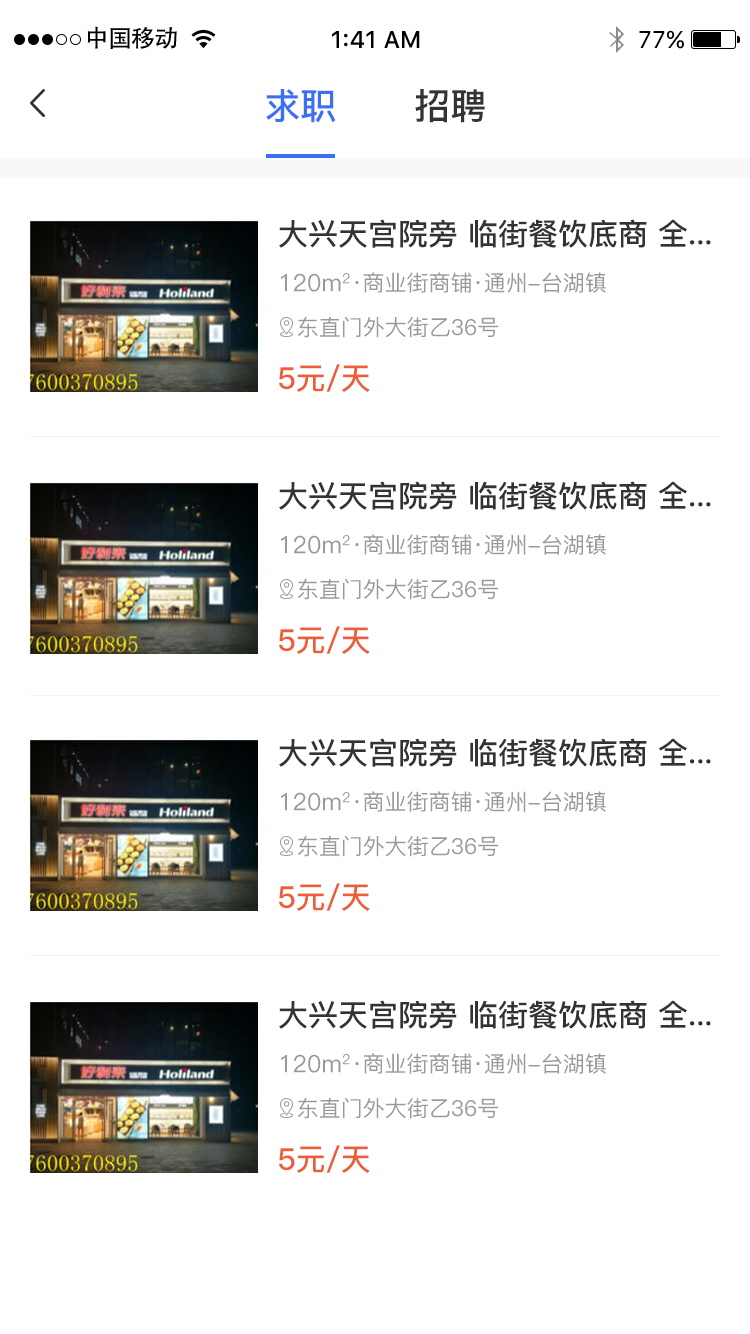 中国移动
1:41 AM
77%
求职
招聘
大兴天宫院旁 临街餐饮底商 全...
120m²·商业街商铺·通州-台湖镇
东直门外大街乙36号
5元/天
好利来 Holiland
7600370895
大兴天宫院旁 临街餐饮底商 全...
120m²·商业街商铺·通州-台湖镇
东直门外大街乙36号
5元/天
好利来 Holiland
7600370895
大兴天宫院旁 临街餐饮底商 全...
120m²·商业街商铺·通州-台湖镇
东直门外大街乙36号
5元/天
好利来 Holiland
7600370895
大兴天宫院旁 临街餐饮底商 全...
120m²·商业街商铺·通州-台湖镇
东直门外大街乙36号
5元/天
好利来 Holiland
7600370895